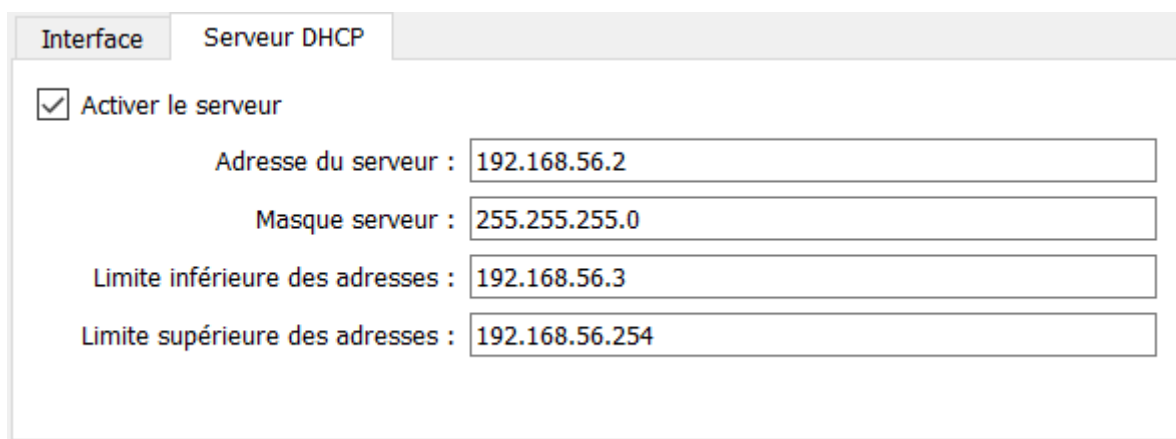 Interface Serveur DHCP
Activer le serveur
Adresse du serveur : 192.168.56.2
Masque serveur : 255.255.255.0
Limite inférieure des adresses : 192.168.56.3
Limite supérieure des adresses : 192.168.56.254